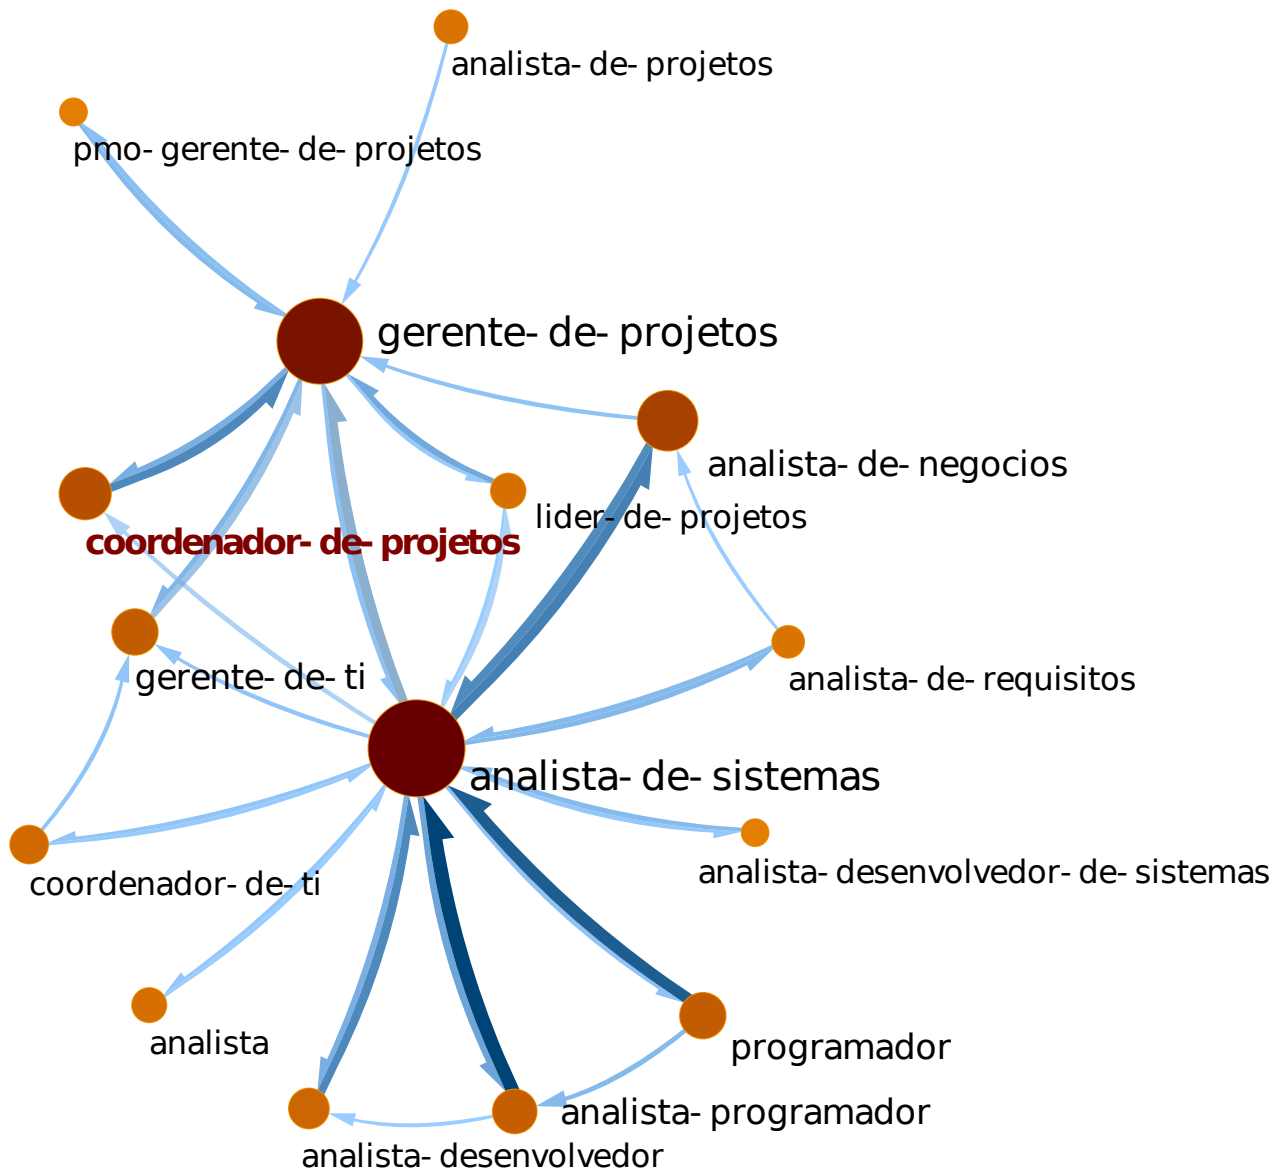 analista- de- projetos
pmo- gerente- de- projetos
gerente- de- projetos
analista- de- negocios
lider- de- projetos
coordenador- de- projetos
gerente- de- ti
analista- de- requisitos
analista- de- sistemas
analista- desenvolvedor- de- sistemas
coordenador- de- ti
analista
programador
analista- programador
analista- desenvolvedor